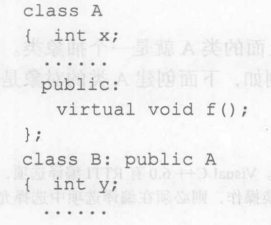 class A
{ int x;
......
public:
virtual void f();
};
class B: public A
{ int y;
......